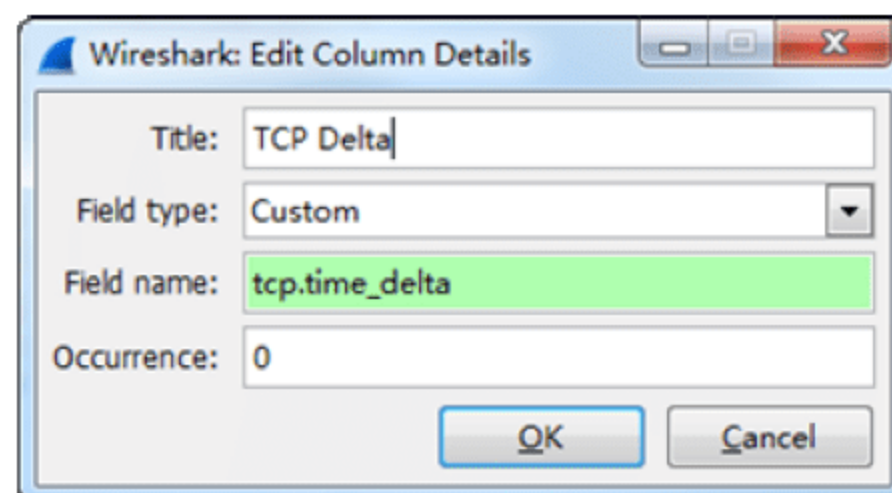 Wireshark: Edit Column Details
Title: TCP Delta
Field type: Custom
Field name: tcp.time_delta
Occurrence: 0
OK Cancel